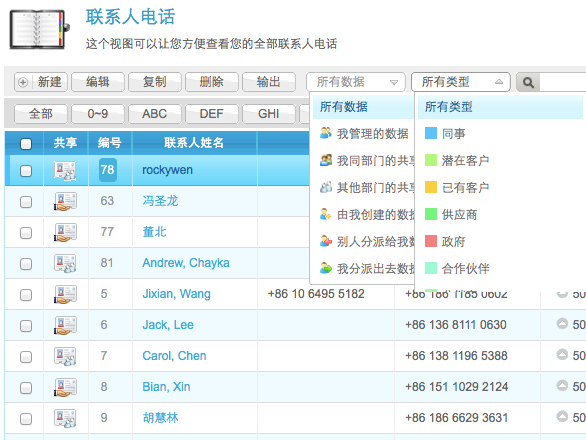 联系人电话
这个视图可以让您方便查看您的全部联系人电话
新建 编辑 复制 删除 输出 所有数据 所有类型
全部 0~9 ABC DEF GHI
所有数据 所有类型
我管理的数据 同事
我同部门的共享 潜在客户
其他部门的共享 已有客户
由我创建的数据 供应商
别人分派给我数 政府
我分派出去数据 合作伙伴
共享 编号 联系人姓名
78 rockywen
63 冯圣龙
77 董北
81 Andrew, Chayka
5 Jixian, Wang +86 10 6495 5182 +86 186 1185 0602 50
6 Jack, Lee +86 136 8111 0630 50
7 Carol, Chen +86 138 1196 5388 50
8 Bian, Xin +86 151 1029 2124 50
9 胡慧林 +86 186 6629 3631 50